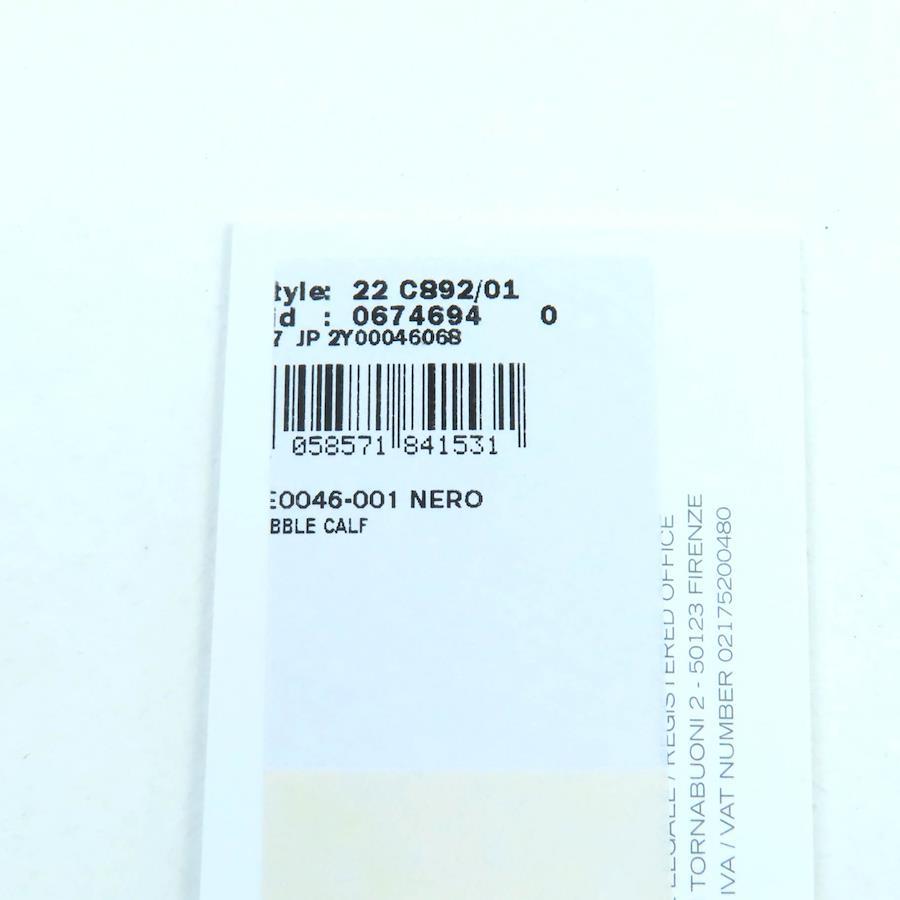 tyle: 22 C892/01
id : 0674694 0
7 JP 2Y00046068
058571 841531
E0046-001 NERO
BBLE CALF
LEGALE / REGISTERED OFFICE
TORNABUONI 2 - 50123 FIRENZE
IVA / VAT NUMBER 02175200480